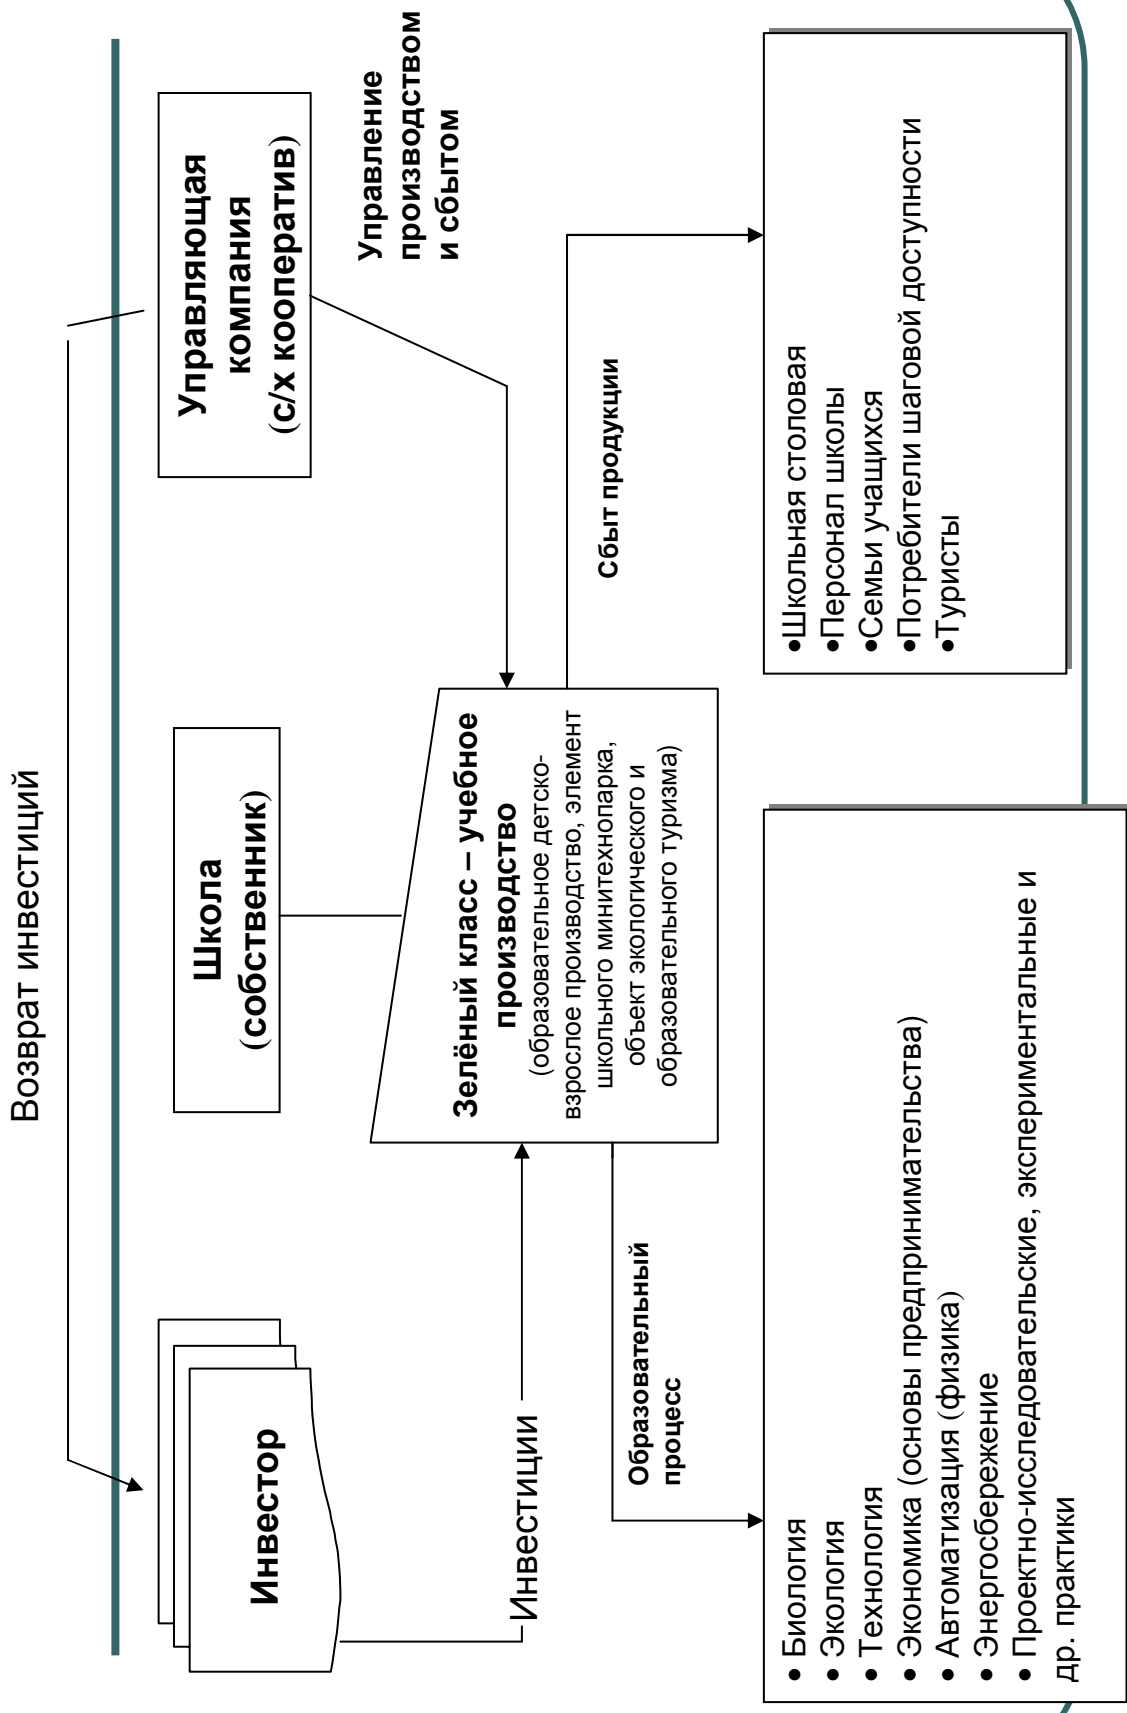 Возврат инвестиций
Инвестор
Школа
(собственник)
Управляющая
компания
(с/х кооператив)
Управление
производством
и сбытом
Инвестиции
Зелёный класс – учебное
производство
(образовательное детско-
взрослое производство, элемент
школьного минитехнопарка,
объект экологического и
образовательного туризма)
Образовательный
процесс
Сбыт продукции
• Биология
• Экология
• Технология
• Экономика (основы предпринимательства)
• Автоматизация (физика)
• Энергосбережение
• Проектно-исследовательские, экспериментальные и
др. практики
•Школьная столовая
•Персонал школы
•Семьи учащихся
•Потребители шаговой доступности
•Туристы